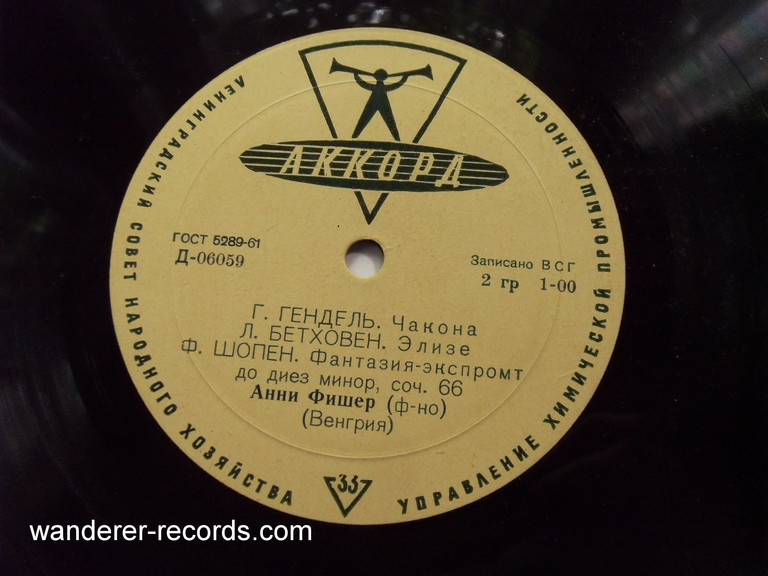 АККОРД
ЛЕНИНГРАДСКИЙ СОВЕТ НАРОДНОГО ХОЗЯЙСТВА
УПРАВЛЕНИЕ ХИМИЧЕСКОЙ ПРОМЫШЛЕННОСТИ
ГОСТ 5289-61
Д-06059
Записано ВСГ
2 гр 1-00
Г. ГЕНДЕЛЬ. Чакона
Л. БЕТХОВЕН. Элизе
Ф. ШОПЕН. Фантазия-экспромт
до диез минор, соч. 66
Анни Фишер (ф-но)
(Венгрия)
33
wanderer-records.com